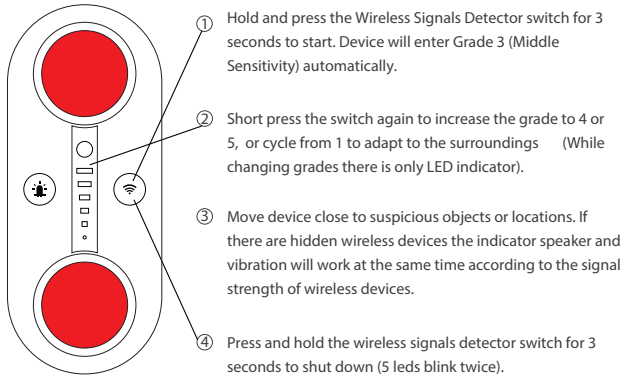 ① Hold and press the Wireless Signals Detector switch for 3
seconds to start. Device will enter Grade 3 (Middle
Sensitivity) automatically.
② Short press the switch again to increase the grade to 4 or
5, or cycle from 1 to adapt to the surroundings (While
changing grades there is only LED indicator).
③ Move device close to suspicious objects or locations. If
there are hidden wireless devices the indicator speaker and
vibration will work at the same time according to the signal
strength of wireless devices.
④ Press and hold the wireless signals detector switch for 3
seconds to shut down (5 leds blink twice).